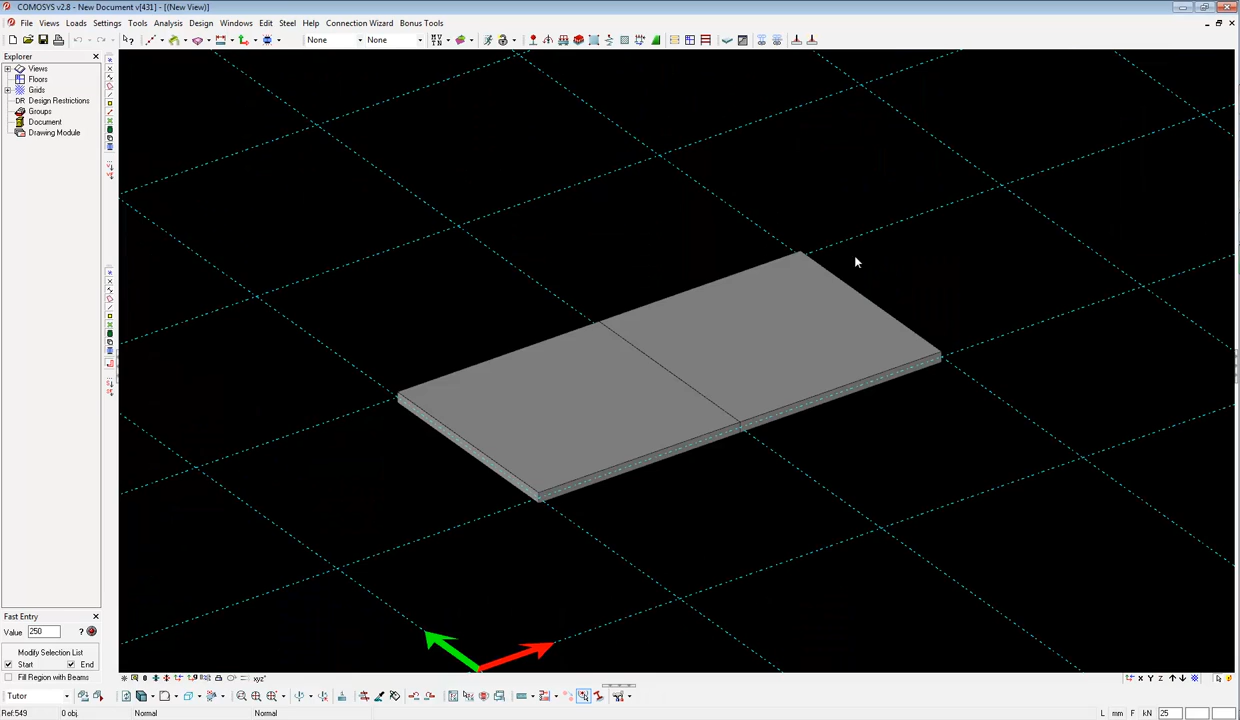 COMOSYS v2.8 - New Document v[431] - [(New View)]
File Views Loads Settings Tools Analysis Design Windows Edit Steel Help Connection Wizard Bonus Tools
None None
Explorer
Views
Floors
Grids
DR Design Restrictions
Groups
Document
Drawing Module
Fast Entry
Value 250 ?
Modify Selection List
Start End
Fill Region with Beams
xyz
X Y Z
Tutor
Ref:549 0 obj. Normal Normal L mm F kN 25